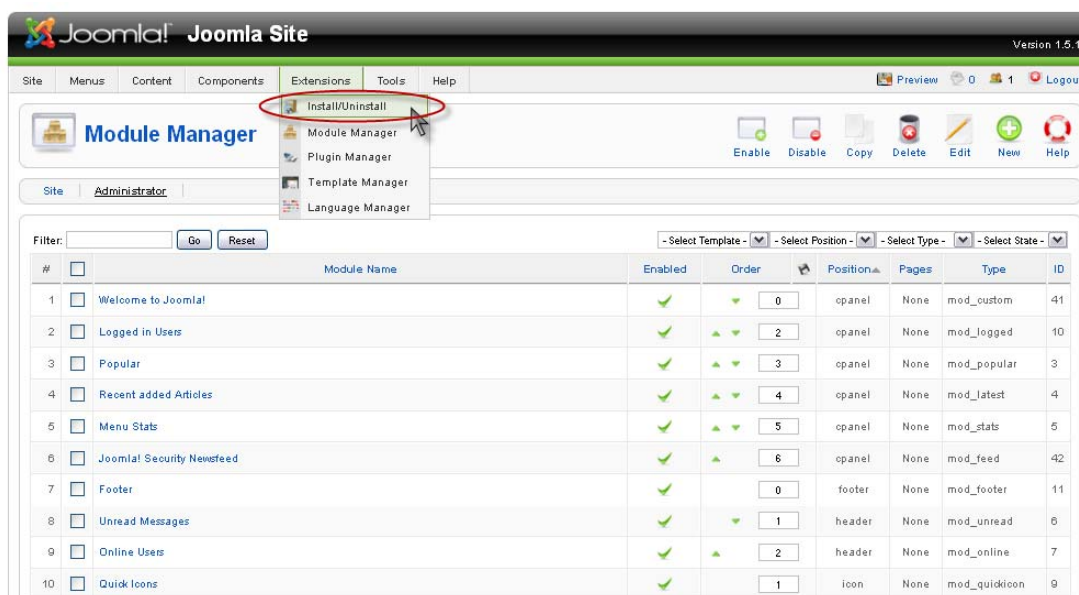 Joomla! Joomla Site
Version 1.5.1
Site Menus Content Components Extensions Tools Help Preview 0 1 Logou
Install/Uninstall
Module Manager
Plugin Manager
Template Manager
Language Manager
Module Manager
Enable Disable Copy Delete Edit New Help
Site Administrator
Filter: Go Reset - Select Template - - Select Position - - Select Type - - Select State -
# Module Name Enabled Order Position Pages Type ID
1 Welcome to Joomla! 0 cpanel None mod_custom 41
2 Logged in Users 2 cpanel None mod_logged 10
3 Popular 3 cpanel None mod_popular 3
4 Recent added Articles 4 cpanel None mod_latest 4
5 Menu Stats 5 cpanel None mod_stats 5
6 Joomla! Security Newsfeed 6 cpanel None mod_feed 42
7 Footer 0 footer None mod_footer 11
8 Unread Messages 1 header None mod_unread 6
9 Online Users 2 header None mod_online 7
10 Quick Icons 1 icon None mod_quickicon 9